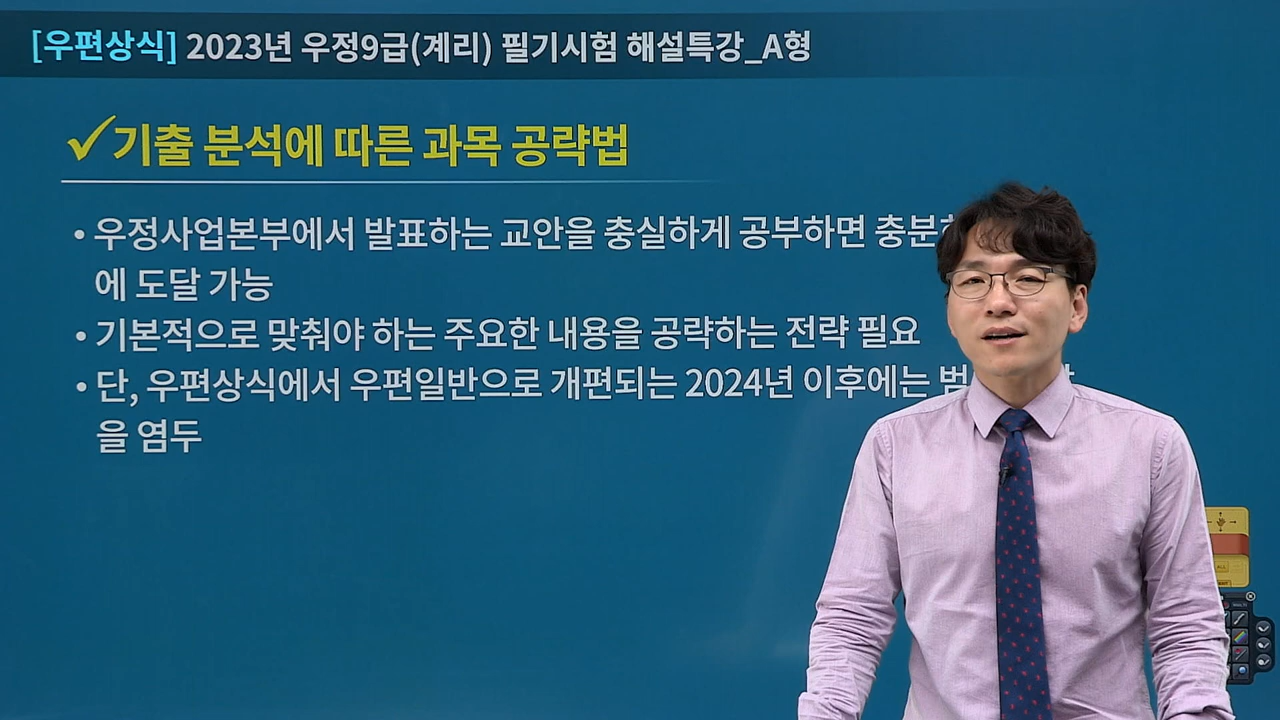 [우편상식] 2023년 우정9급(계리) 필기시험 해설특강_A형
✓기출 분석에 따른 과목 공략법
• 우정사업본부에서 발표하는 교안을 충실하게 공부하면
에 도달 가능
• 기본적으로 맞춰야 하는 주요한 내용을 공략하는 전략 필요
• 단, 우편상식에서 우편일반으로 개편되는 2024년 이후에는
을 염두
ALL